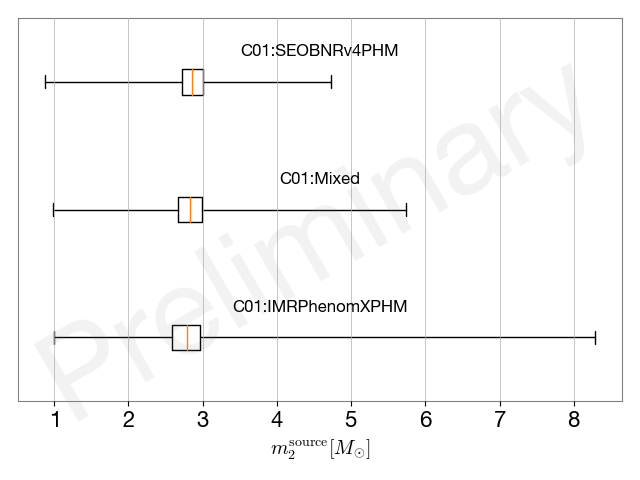 C01:SEOBNRv4PHM
C01:Mixed
C01:IMRPhenomXPHM
Preliminary
1 2 3 4 5 6 7 8
$m_2^{\mathrm{source}}[M_\odot]$